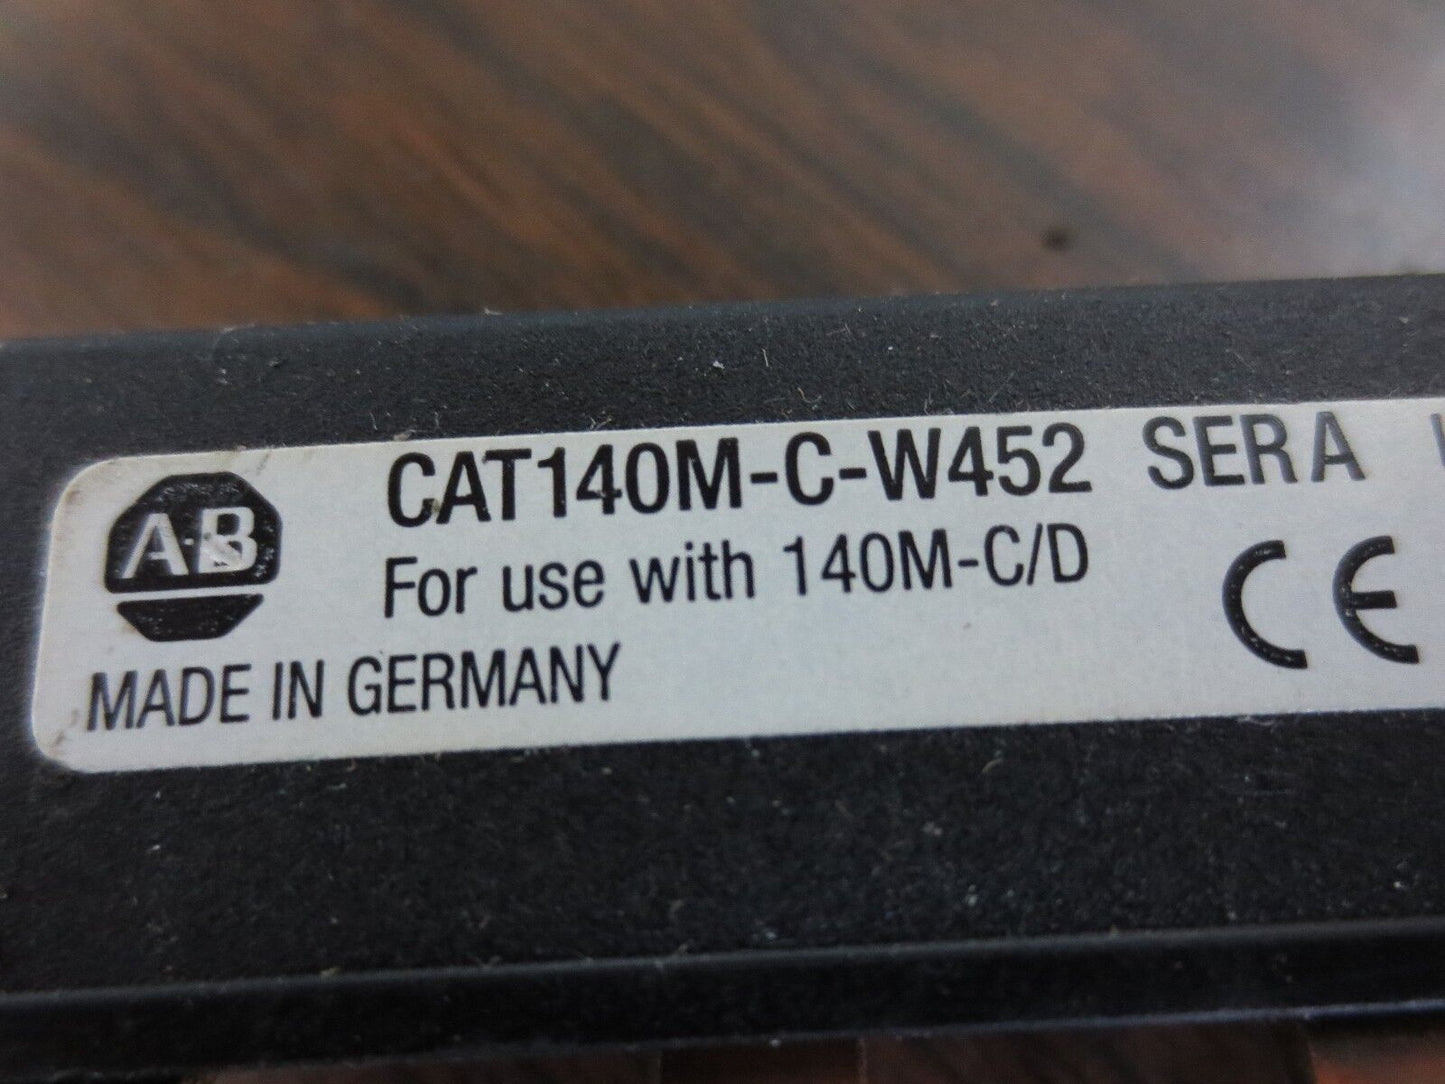 A-B
CAT140M-C-W452 SER A
For use with 140M-C/D
CE
MADE IN GERMANY